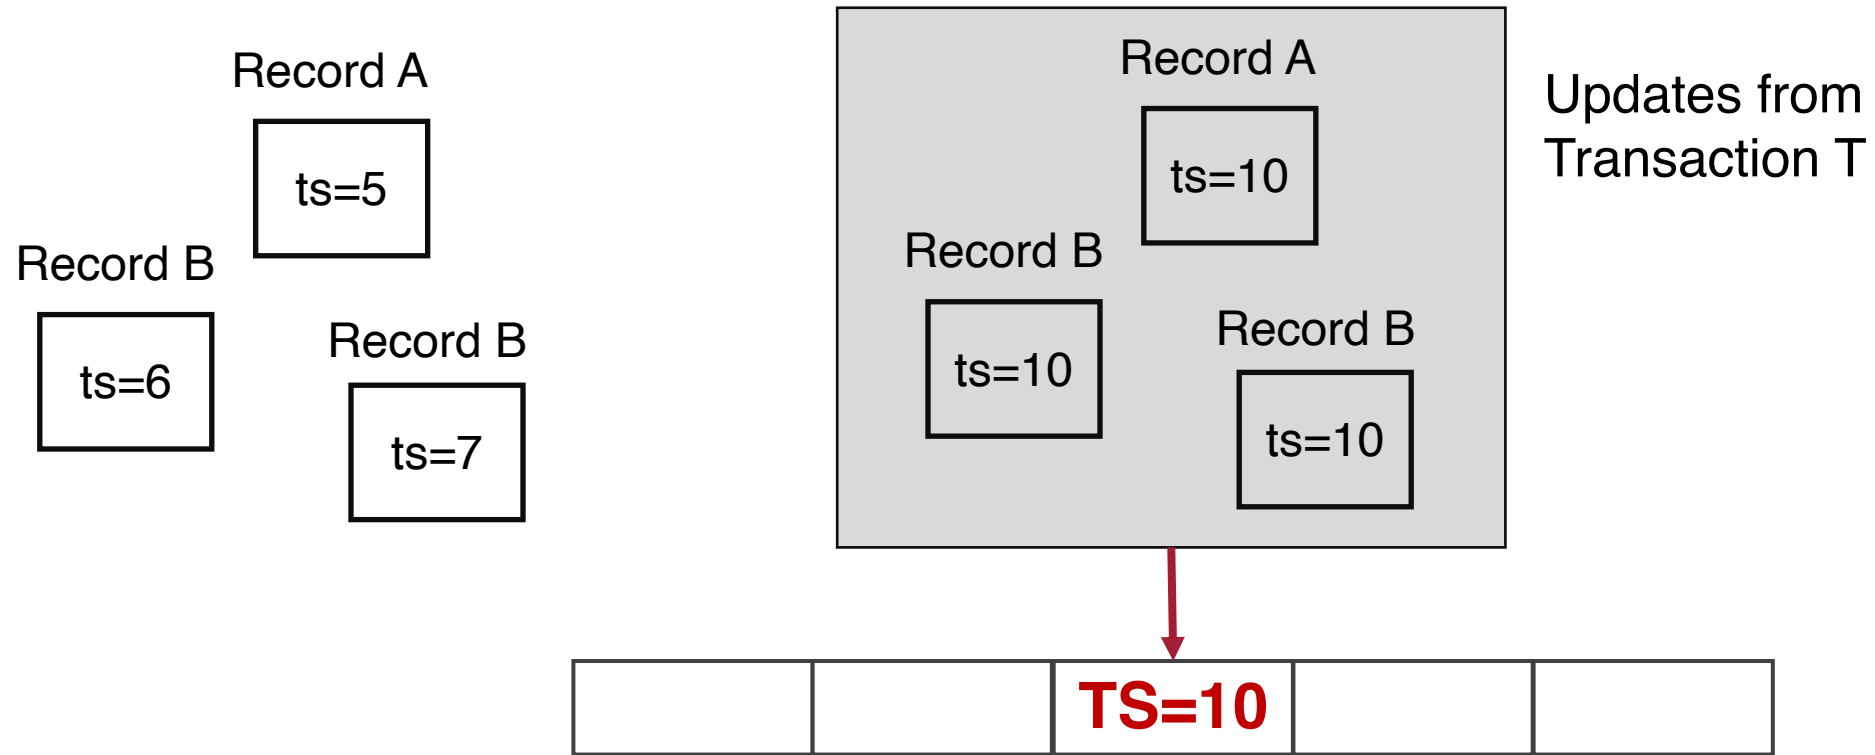 Record A
ts=5
Record B
ts=6
Record B
ts=7
Record A
ts=10
Record B
ts=10
Record B
ts=10
Updates from
Transaction T
TS=10